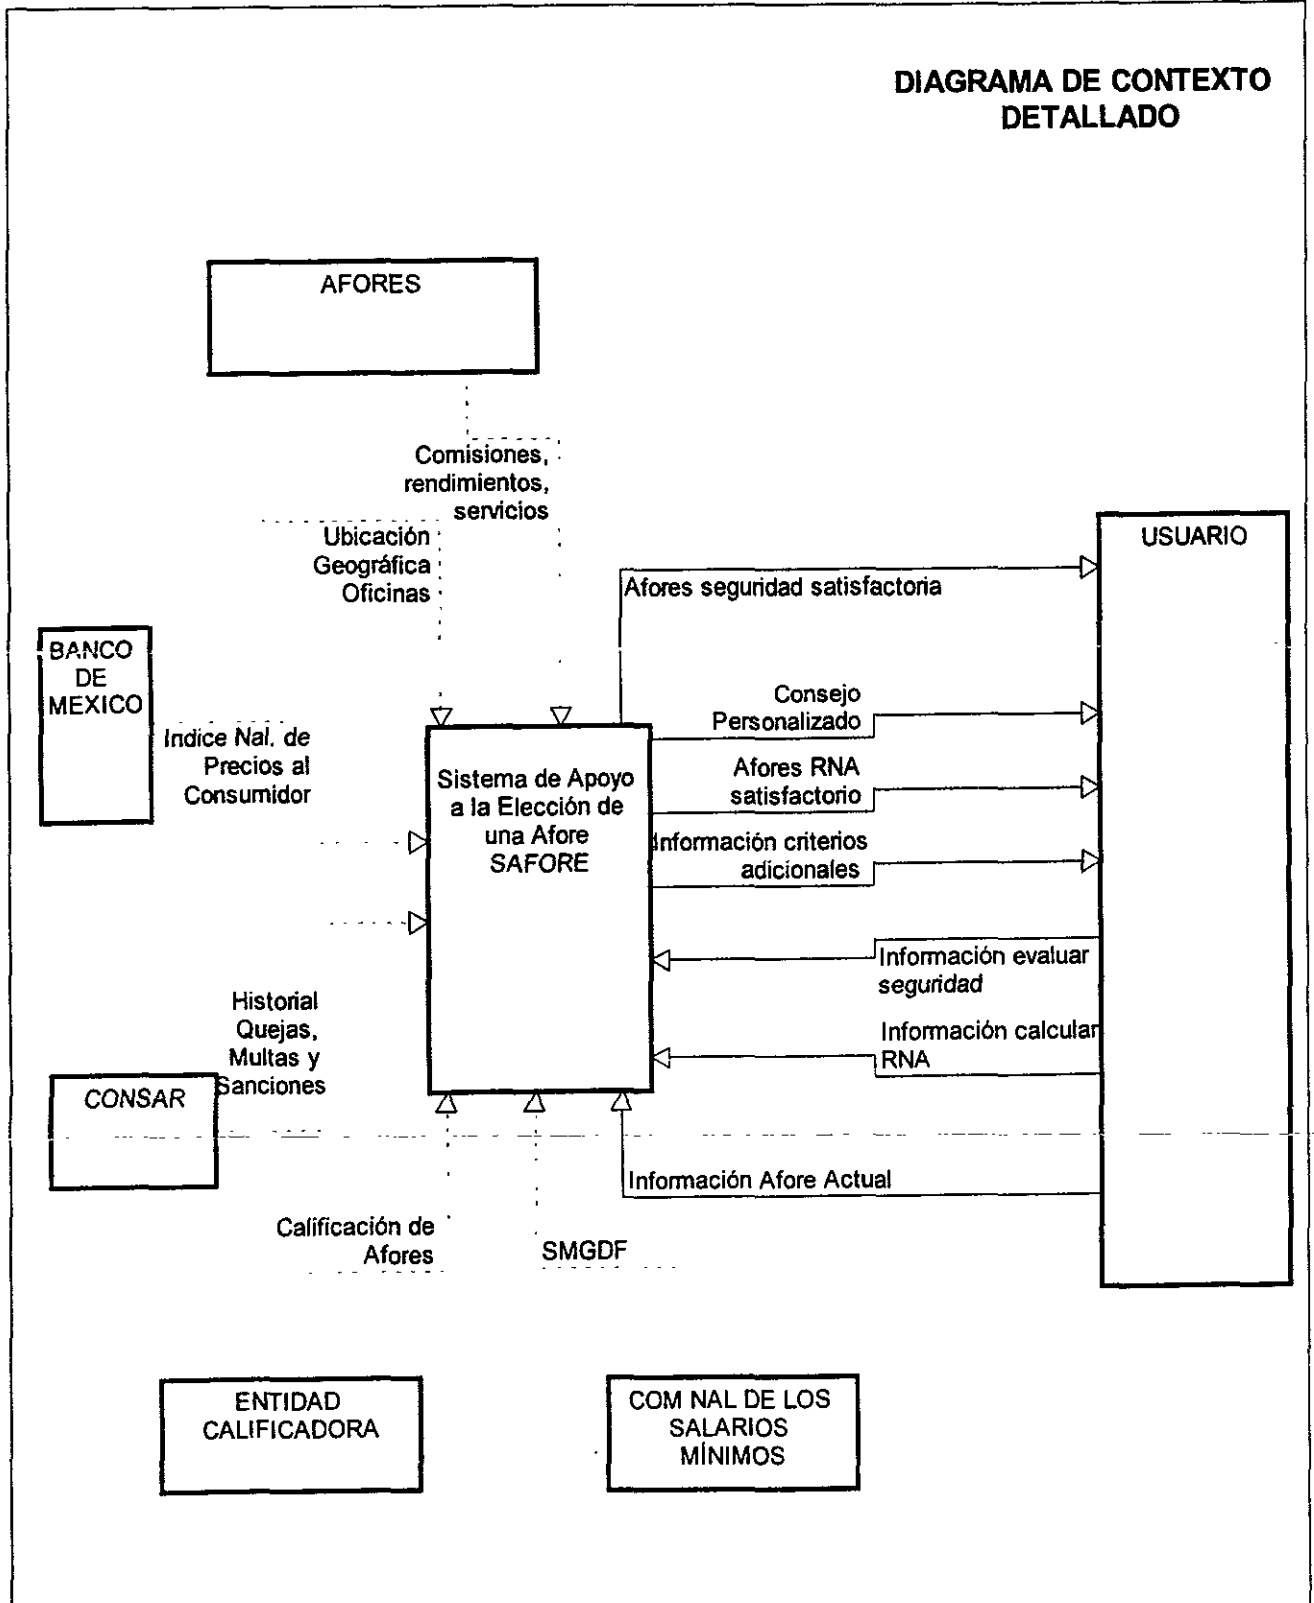 DIAGRAMA DE CONTEXTO
DETALLADO
AFORES
Comisiones,
rendimientos,
servicios
Ubicación
Geográfica
Oficinas
USUARIO
Afores seguridad satisfactoria
BANCO
DE
MEXICO
Indice Nal. de
Precios al
Consumidor
Sistema de Apoyo
a la Elección de
una Afore
SAFORE
Consejo
Personalizado
Afores RNA
satisfactorio
Información criterios
adicionales
Información evaluar
seguridad
Información calcular
RNA
Historial
Quejas,
Multas y
Sanciones
CONSAR
Información Afore Actual
Calificación de
Afores
SMGDF
ENTIDAD
CALIFICADORA
COM NAL DE LOS
SALARIOS
MÍNIMOS